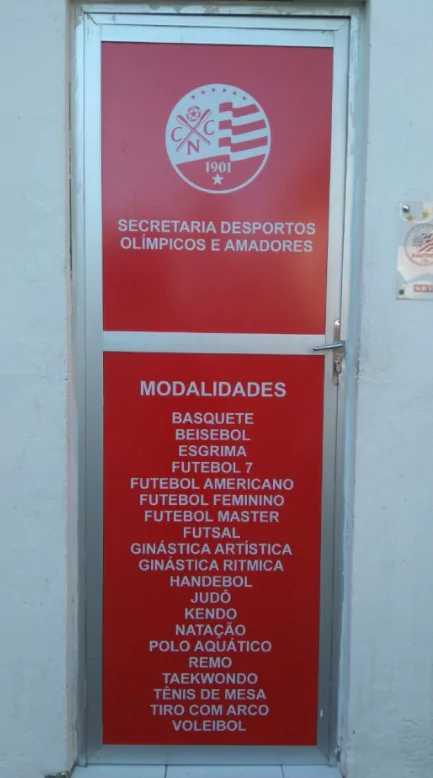 C N C
1901
SECRETARIA DESPORTOS
OLÍMPICOS E AMADORES
MODALIDADES
BASQUETE
BEISEBOL
ESGRIMA
FUTEBOL 7
FUTEBOL AMERICANO
FUTEBOL FEMININO
FUTEBOL MASTER
FUTSAL
GINÁSTICA ARTÍSTICA
GINÁSTICA RITMICA
HANDEBOL
JUDÔ
KENDO
NATAÇÃO
POLO AQUÁTICO
REMO
TAEKWONDO
TÊNIS DE MESA
TIRO COM ARCO
VOLEIBOL